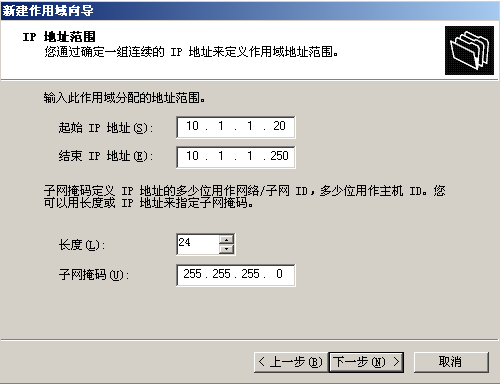 新建作用域向导
IP 地址范围
您通过确定一组连续的 IP 地址来定义作用域地址范围。
输入此作用域分配的地址范围。
起始 IP 地址(S): 10 . 1 . 1 . 20
结束 IP 地址(E): 10 . 1 . 1 .250
子网掩码定义 IP 地址的多少位用作网络/子网 ID，多少位用作主机 ID。您
可以用长度或 IP 地址来指定子网掩码。
长度(L): 24
子网掩码(U): 255.255.255. 0
< 上一步(B) 下一步(N) > 取消